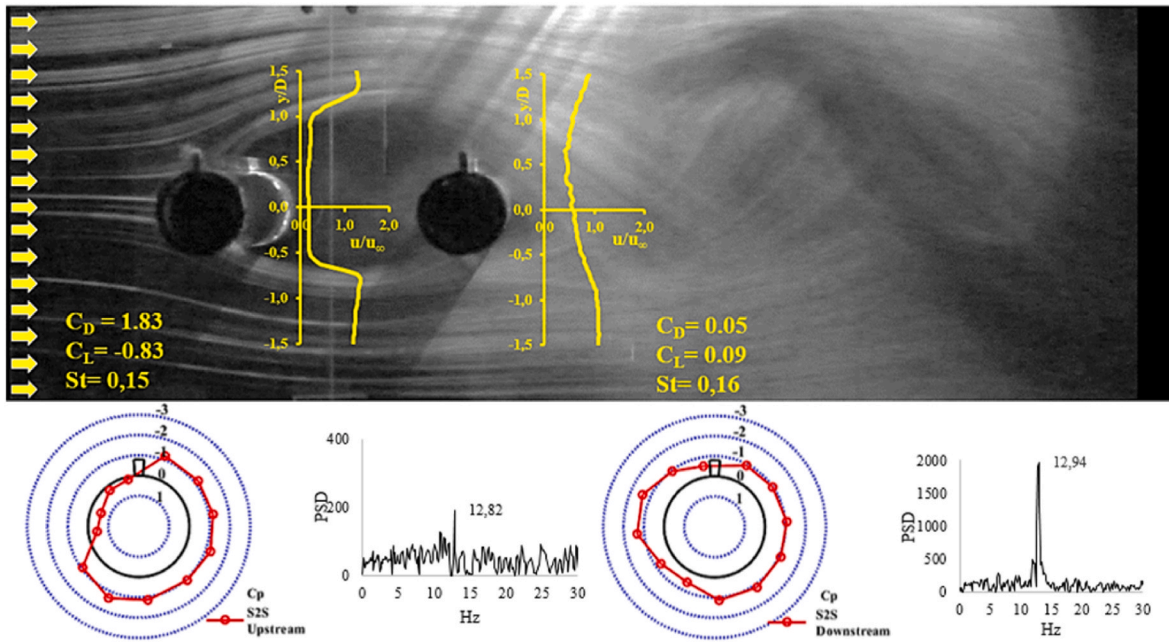 1,5
1,0
0,5
0,0
-0,5
-1,0
-1,5
y/D
0.0
1,0
2,0
u/u∞
1,5
1,0
0,5
0,0
-0,5
-1,0
-1,5
y/D
0.0
1,0
2,0
u/u∞
C_D = 1.83
C_L= -0.83
St= 0,15
C_D= 0.05
C_L= 0.09
St= 0,16
-3
-2
-1
0
1
Cp
S2S
Upstream
400
200
0
PSD
12,82
0 5 10 15 20 25 30
Hz
-3
-2
-1
0
1
Cp
S2S
Downstream
2000
1500
1000
500
0
PSD
12,94
0 5 10 15 20 25 30
Hz